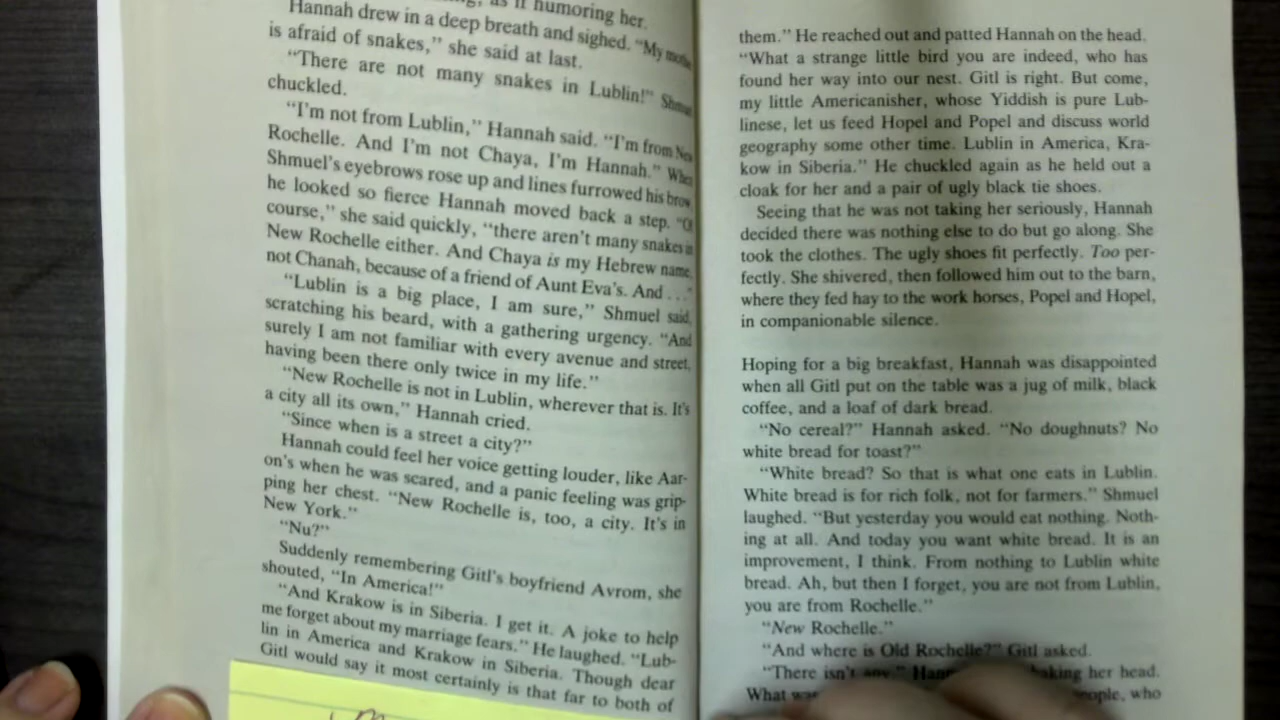 as if humoring her.
Hannah drew in a deep breath and sighed. "My mother
is afraid of snakes," she said at last.
"There are not many snakes in Lublin!" Shmuel
chuckled.
"I'm not from Lublin," Hannah said. "I'm from New
Rochelle. And I'm not Chaya, I'm Hannah." When
Shmuel's eyebrows rose up and lines furrowed his brow,
he looked so fierce Hannah moved back a step. "Of
course," she said quickly, "there aren't many snakes in
New Rochelle either. And Chaya is my Hebrew name,
not Chanah, because of a friend of Aunt Eva's. And . . ."
"Lublin is a big place, I am sure," Shmuel said,
scratching his beard, with a gathering urgency. "And
surely I am not familiar with every avenue and street,
having been there only twice in my life."
"New Rochelle is not in Lublin, wherever that is. It's
a city all its own," Hannah cried.
"Since when is a street a city?"
Hannah could feel her voice getting louder, like Aar-
on's when he was scared, and a panic feeling was grip-
ping her chest. "New Rochelle is, too, a city. It's in
New York."
"Nu?"
Suddenly remembering Gitl's boyfriend Avrom, she
shouted, "In America!"
"And Krakow is in Siberia. I get it. A joke to help
me forget about my marriage fears." He laughed. "Lub-
lin in America and Krakow in Siberia. Though dear
Gitl would say it most certainly is that far to both of
them." He reached out and patted Hannah on the head.
"What a strange little bird you are indeed, who has
found her way into our nest. Gitl is right. But come,
my little Americanisher, whose Yiddish is pure Lub-
linese, let us feed Hopel and Popel and discuss world
geography some other time. Lublin in America, Kra-
kow in Siberia." He chuckled again as he held out a
cloak for her and a pair of ugly black tie shoes.
Seeing that he was not taking her seriously, Hannah
decided there was nothing else to do but go along. She
took the clothes. The ugly shoes fit perfectly. Too per-
fectly. She shivered, then followed him out to the barn,
where they fed hay to the work horses, Popel and Hopel,
in companionable silence.
Hoping for a big breakfast, Hannah was disappointed
when all Gitl put on the table was a jug of milk, black
coffee, and a loaf of dark bread.
"No cereal?" Hannah asked. "No doughnuts? No
white bread for toast?"
"White bread? So that is what one eats in Lublin.
White bread is for rich folk, not for farmers." Shmuel
laughed. "But yesterday you would eat nothing. Noth-
ing at all. And today you want white bread. It is an
improvement, I think. From nothing to Lublin white
bread. Ah, but then I forget, you are not from Lublin,
you are from Rochelle."
"New Rochelle."
"And where is Old Rochelle?" Gitl asked.
"There isn't any," shaking her head.
What who